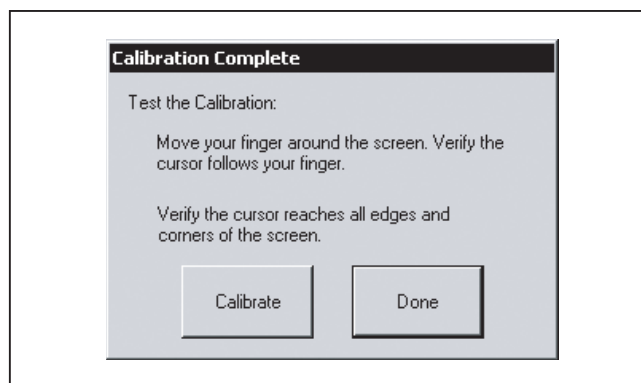 Calibration Complete
Test the Calibration:
Move your finger around the screen. Verify the
cursor follows your finger.
Verify the cursor reaches all edges and
corners of the screen.
Calibrate
Done